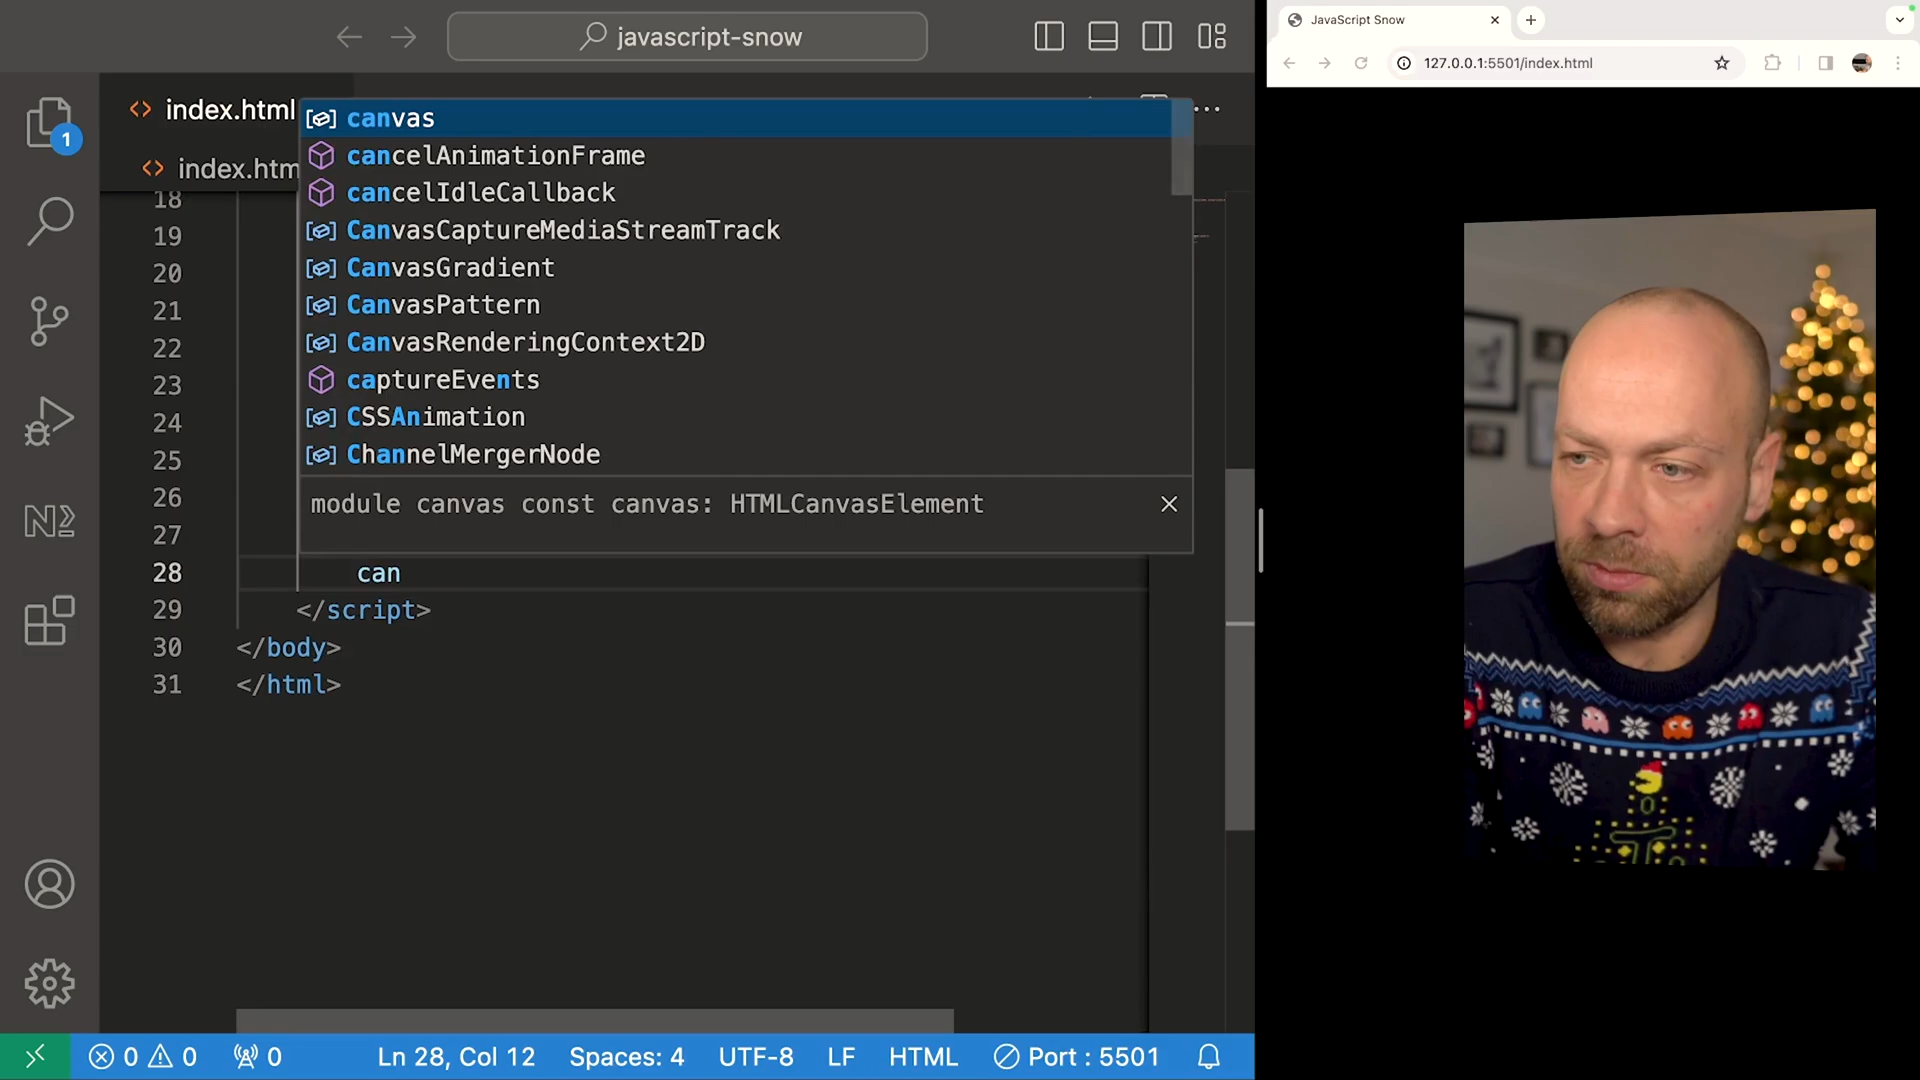 javascript-snow
JavaScript Snow
127.0.0.1:5501/index.html
1
index.html
index.htm
canvas
cancelAnimationFrame
cancelIdleCallback
CanvasCaptureMediaStreamTrack
CanvasGradient
CanvasPattern
CanvasRenderingContext2D
captureEvents
CSSAnimation
ChannelMergerNode
module canvas const canvas: HTMLCanvasElement
18
19
20
21
22
23
24
25
26
27
28 can
29 </script>
30 </body>
31 </html>
0 0 0 Ln 28, Col 12 Spaces: 4 UTF-8 LF HTML Port : 5501